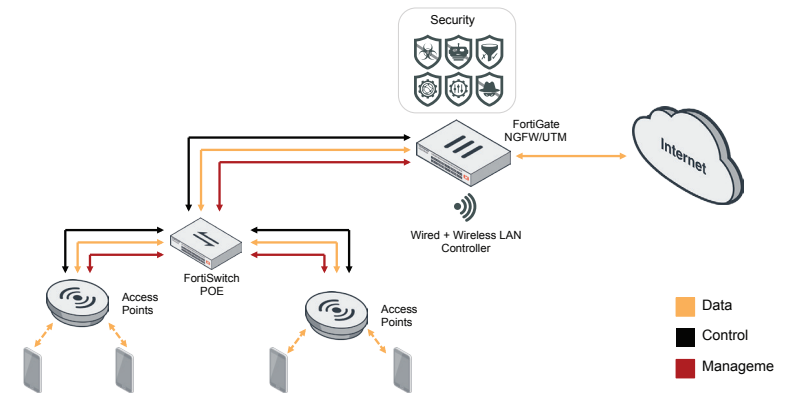 Security
FortiGate
NGFW/UTM
Internet
Wired + Wireless LAN
Controller
FortiSwitch
POE
Access
Points
Access
Points
Data
Control
Manageme